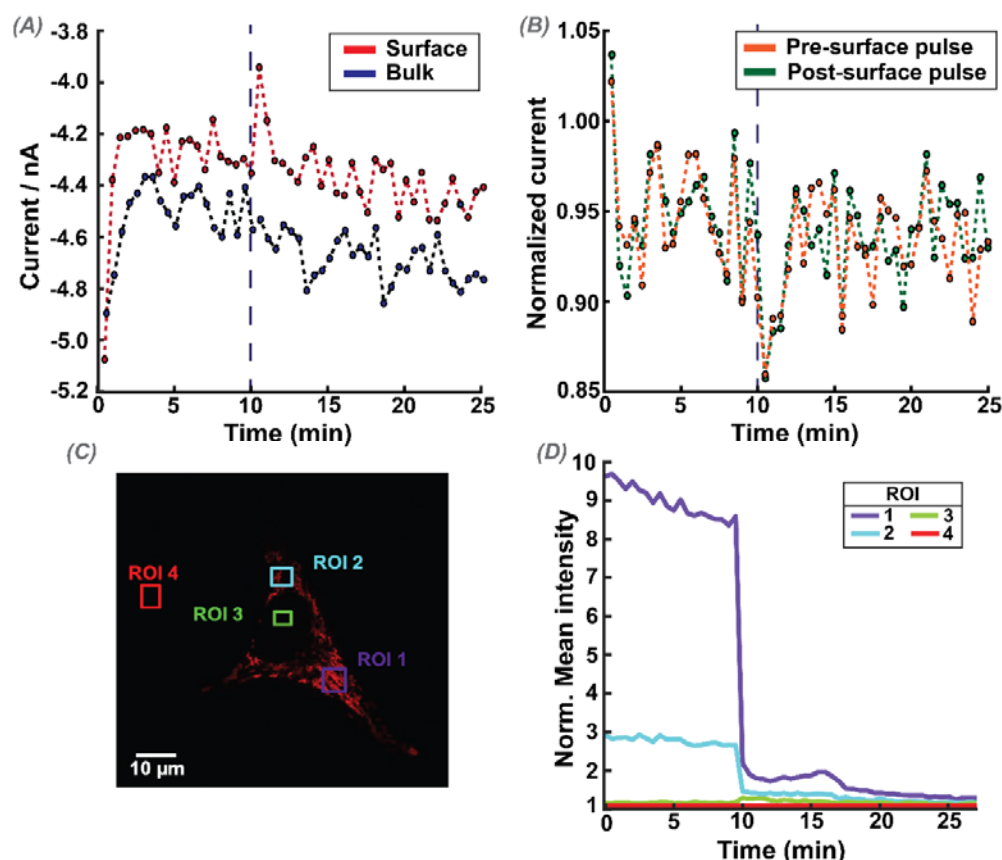 (A)
-3.8
-4.0
-4.2
-4.4
-4.6
-4.8
-5.0
-5.2
Current / nA
Surface
Bulk
0 5 10 15 20 25
Time (min)
(B)
1.05
1.00
0.95
0.90
0.85
Normalized current
Pre-surface pulse
Post-surface pulse
0 5 10 15 20 25
Time (min)
(C)
ROI 4
ROI 2
ROI 3
ROI 1
10 µm
(D)
10
9
8
7
6
5
4
3
2
1
Norm. Mean intensity
ROI
1 3
2 4
0 5 10 15 20 25
Time (min)